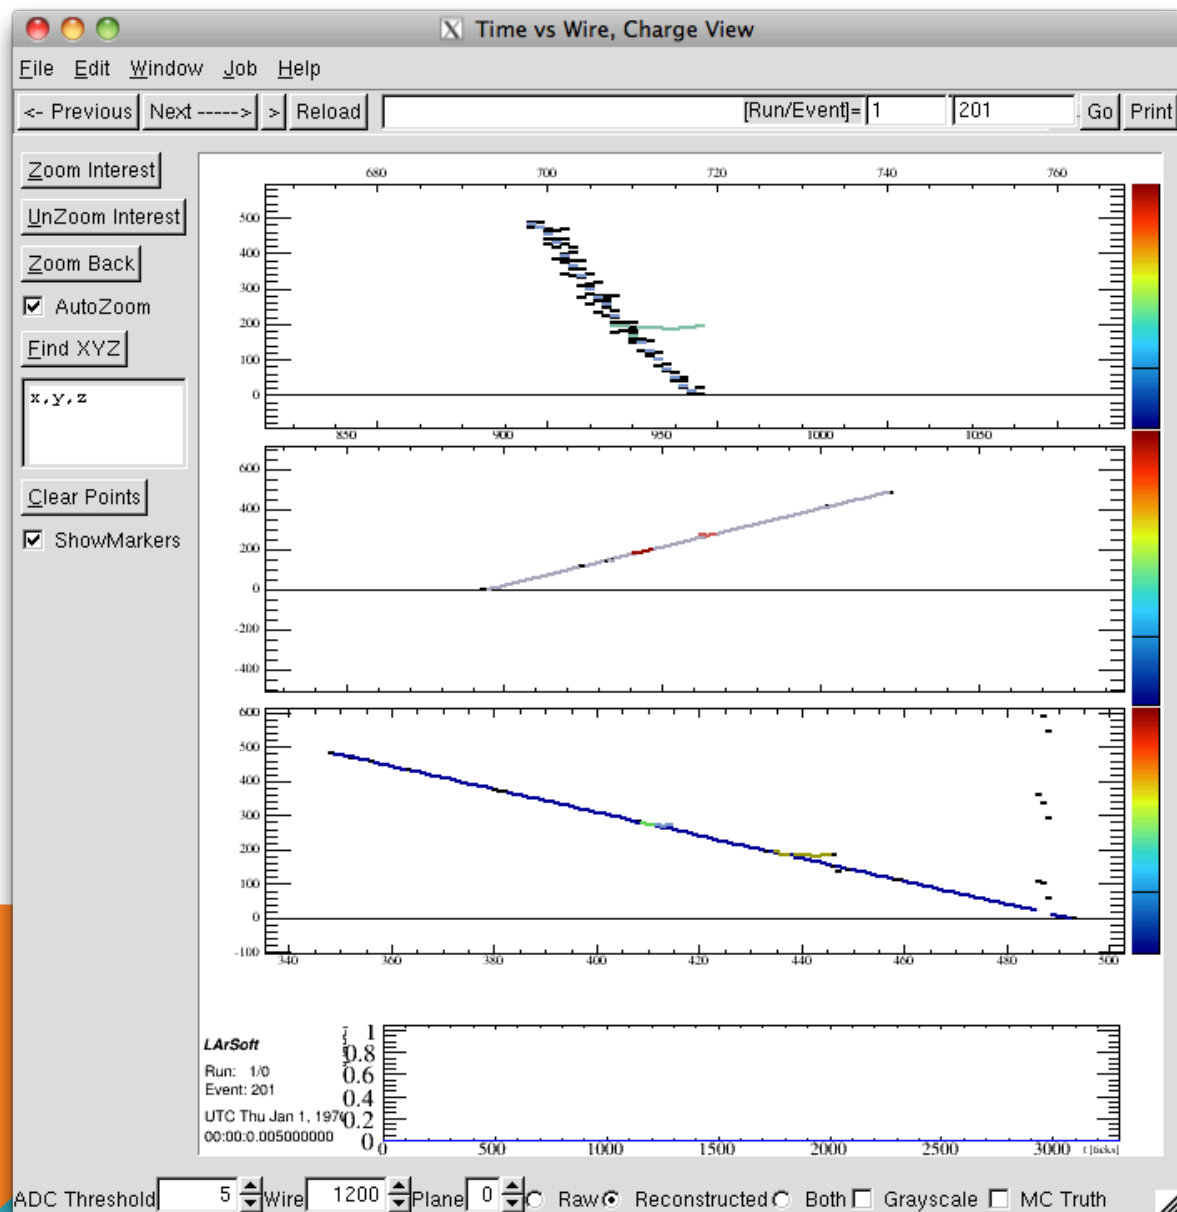 Time vs Wire, Charge View
File Edit Window Job Help
<- Previous Next -----> > Reload [Run/Event]= 1 201 Go Print
Zoom Interest
UnZoom Interest
Zoom Back
AutoZoom
Find XYZ
x,y,z
Clear Points
ShowMarkers
680 700 720 740 760
500
400
300
200
100
0
850 900 950 1000 1050
600
400
200
0
-200
-400
600
500
400
300
200
100
0
-100
340 360 380 400 420 440 460 480 500
LArSoft
Run: 1/0
Event: 201
UTC Thu Jan 1, 1970
00:00:0.005000000
1
0.8
0.6
0.4
0.2
0
0 500 1000 1500 2000 2500 3000 t [ticks]
ADC Threshold 5 Wire 1200 Plane 0 Raw Reconstructed Both Grayscale MC Truth